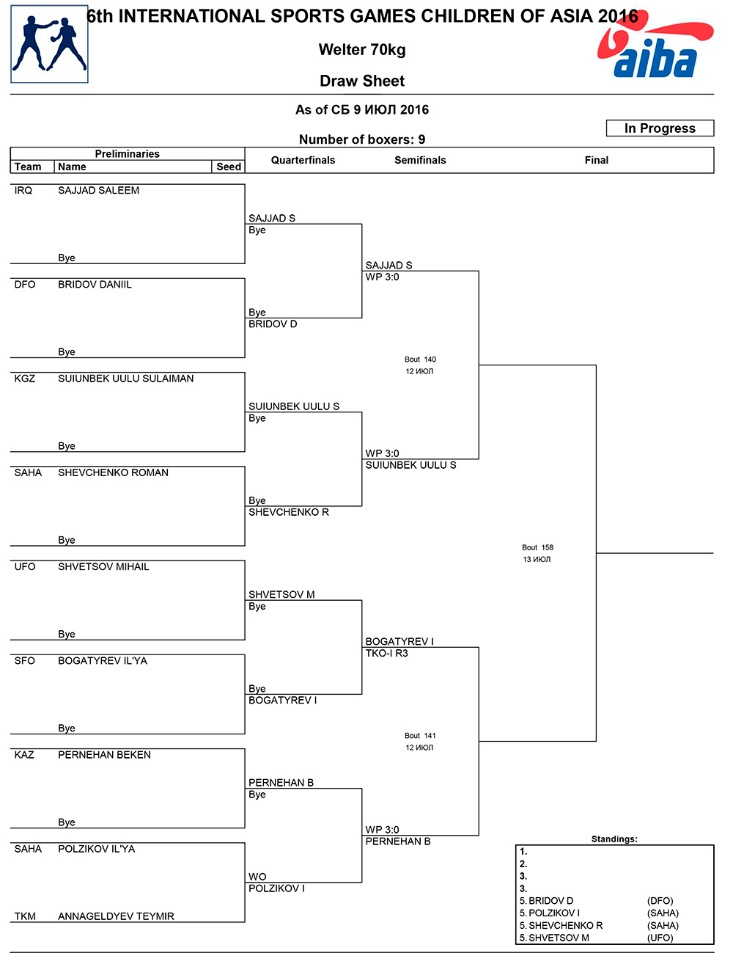 6th INTERNATIONAL SPORTS GAMES CHILDREN OF ASIA 2016
aiba
Welter 70kg
Draw Sheet
As of СБ 9 ИЮЛ 2016
In Progress
Number of boxers: 9
Preliminaries
Quarterfinals Semifinals Final
Team Name Seed
IRQ SAJJAD SALEEM
SAJJAD S
Bye
Bye
SAJJAD S
WP 3:0
DFO BRIDOV DANIIL
Bye
BRIDOV D
Bye
Bout 140
12 ИЮЛ
KGZ SUIUNBEK UULU SULAIMAN
SUIUNBEK UULU S
Bye
Bye
WP 3:0
SUIUNBEK UULU S
SAHA SHEVCHENKO ROMAN
Bye
SHEVCHENKO R
Bye
Bout 158
13 ИЮЛ
UFO SHVETSOV MIHAIL
SHVETSOV M
Bye
Bye
BOGATYREV I
TKO-I R3
SFO BOGATYREV IL'YA
Bye
BOGATYREV I
Bye
Bout 141
12 ИЮЛ
KAZ PERNEHAN BEKEN
PERNEHAN B
Bye
Bye
WP 3:0
PERNEHAN B
SAHA POLZIKOV IL'YA
WO
POLZIKOV I
TKM ANNAGELDYEV TEYMIR
Standings:
1.
2.
3.
3.
5. BRIDOV D (DFO)
5. POLZIKOV I (SAHA)
5. SHEVCHENKO R (SAHA)
5. SHVETSOV M (UFO)